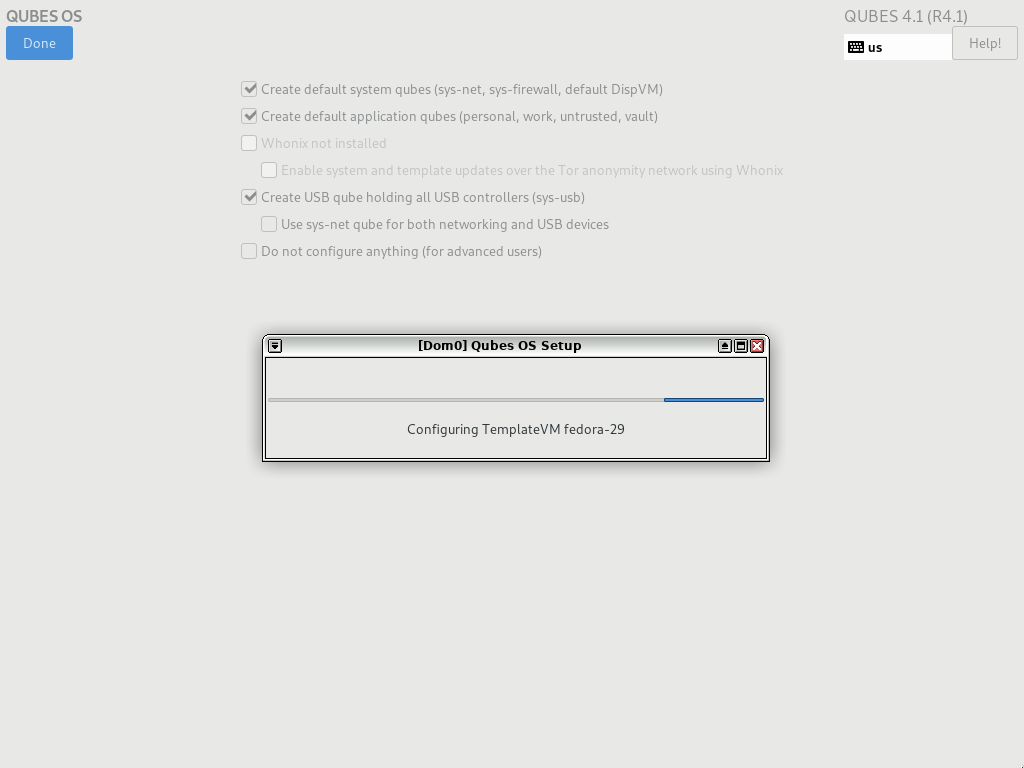 QUBES OS
QUBES 4.1 (R4.1)
Done
us
Help!
Create default system qubes (sys-net, sys-firewall, default DispVM)
Create default application qubes (personal, work, untrusted, vault)
Whonix not installed
Enable system and template updates over the Tor anonymity network using Whonix
Create USB qube holding all USB controllers (sys-usb)
Use sys-net qube for both networking and USB devices
Do not configure anything (for advanced users)
[Dom0] Qubes OS Setup
Configuring TemplateVM fedora-29